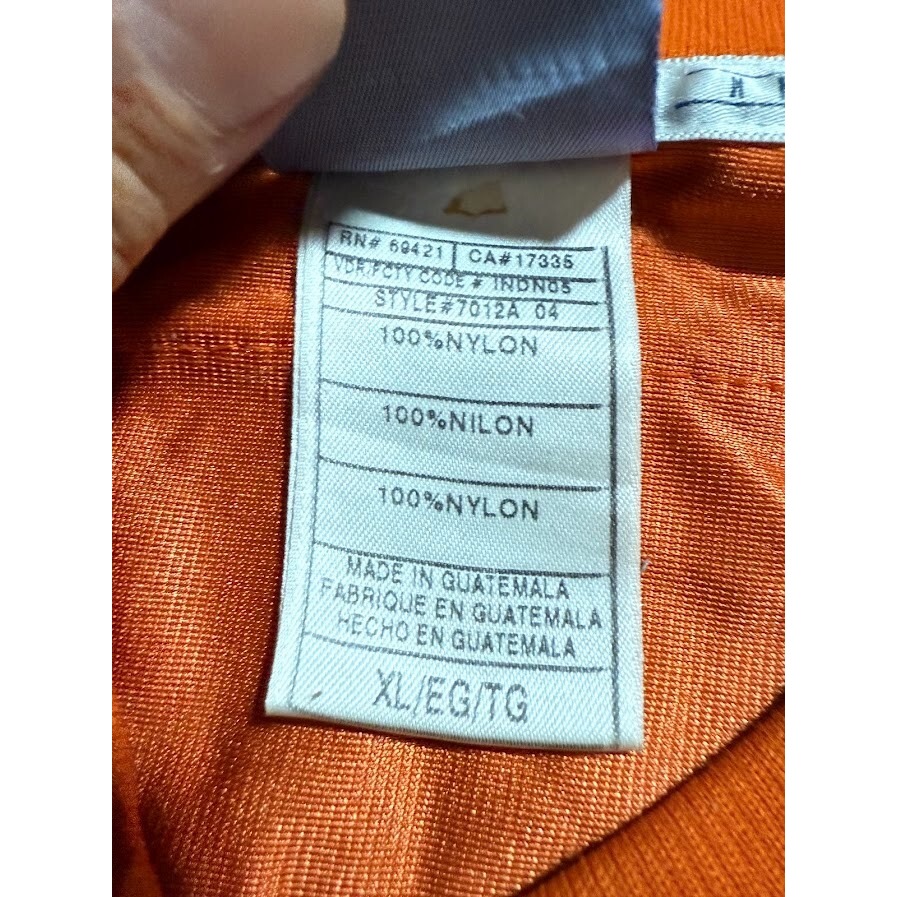 RN# 69421 CA#17335
VDR/FCTY CODE # INDN05
STYLE#7012A 04
100%NYLON
100%NILON
100%NYLON
MADE IN GUATEMALA
FABRIQUE EN GUATEMALA
HECHO EN GUATEMALA
XL/EG/TG